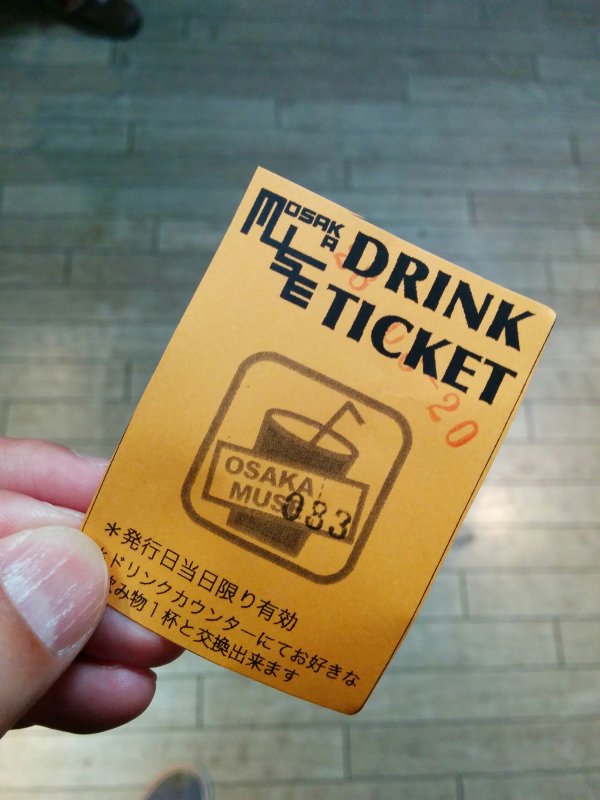 OSAKA
MUSE
DRINK
TICKET
OSAKA
MUSE
083
＊発行日当日限り有効
＊ドリンクカウンターにてお好きな
飲み物1杯と交換出来ます